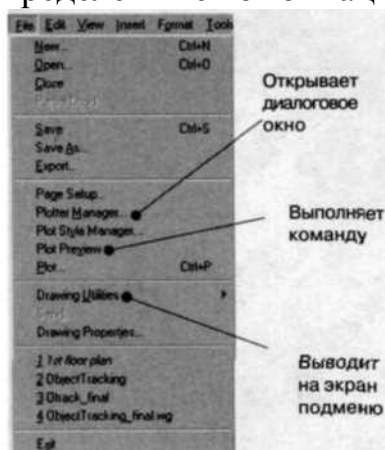 File Edit View Insert Format Tools
New... Ctrl+N
Open... Ctrl+O
Close
Save Ctrl+S
Save As...
Export...
Page Setup...
Plotter Manager...
Plot Style Manager...
Plot Preview
Plot... Ctrl+P
Drawing Utilities
Send...
Drawing Properties...
1 1st floor plan
2 ObjectTracking
3 Otrack_final
4 ObjectTracking_final.wg
Exit
Открывает
диалоговое
окно
Выполняет
команду
Выводит
на экран
подменю